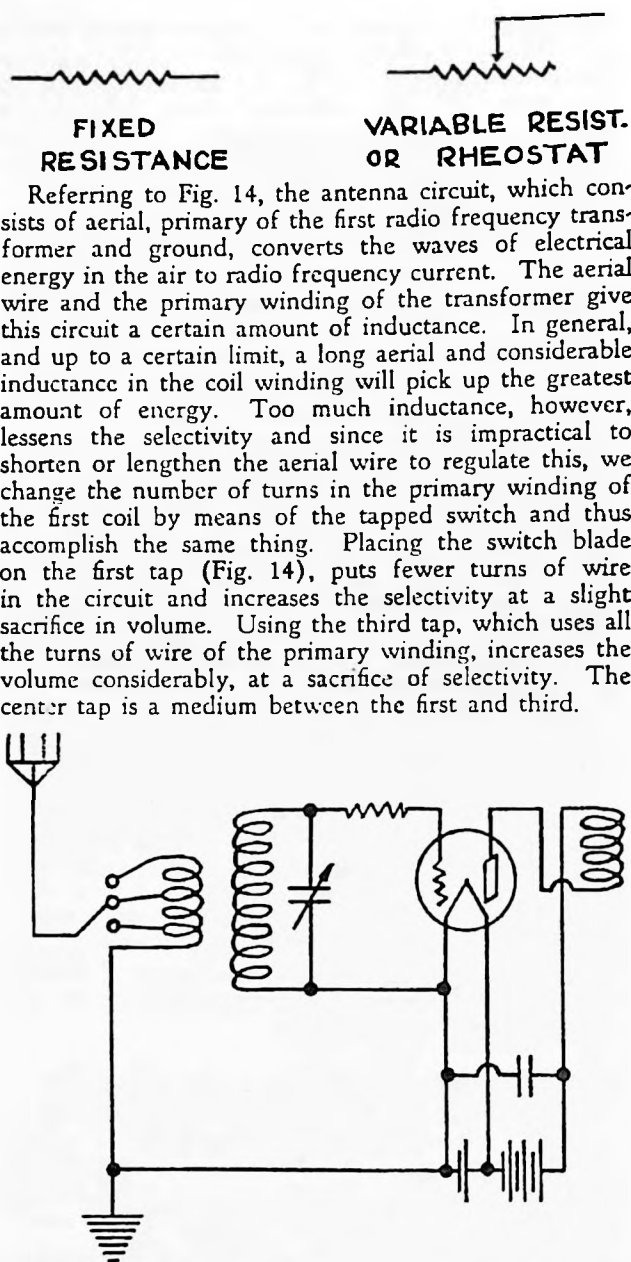 FIXED
RESISTANCE
VARIABLE RESIST.
OR RHEOSTAT
Referring to Fig. 14, the antenna circuit, which con-
sists of aerial, primary of the first radio frequency trans-
former and ground, converts the waves of electrical
energy in the air to radio frequency current. The aerial
wire and the primary winding of the transformer give
this circuit a certain amount of inductance. In general,
and up to a certain limit, a long aerial and considerable
inductance in the coil winding will pick up the greatest
amount of energy. Too much inductance, however,
lessens the selectivity and since it is impractical to
shorten or lengthen the aerial wire to regulate this, we
change the number of turns in the primary winding of
the first coil by means of the tapped switch and thus
accomplish the same thing. Placing the switch blade
on the first tap (Fig. 14), puts fewer turns of wire
in the circuit and increases the selectivity at a slight
sacrifice in volume. Using the third tap, which uses all
the turns of wire of the primary winding, increases the
volume considerably, at a sacrifice of selectivity. The
center tap is a medium between the first and third.